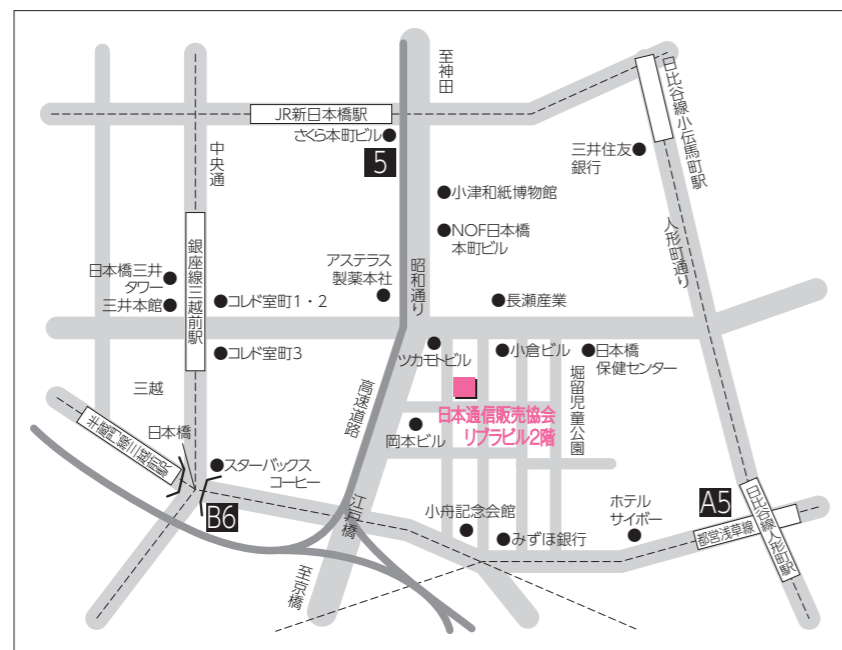 至神田
JR新日本橋駅
さくら本町ビル
5
中央通
三井住友
銀行
日比谷線小伝馬町駅
小津和紙博物館
NOF日本橋
本町ビル
人形町通り
銀座線三越前駅
日本橋三井
タワー
三井本館
アステラス
製薬本社
昭和通り
コレド室町1・2
長瀬産業
コレド室町3
ツカモトビル
小倉ビル
日本橋
保健センター
三越
高速道路
堀留児童公園
日本通信販売協会
リブラビル2階
岡本ビル
半蔵門線三越前駅
日本橋
スターバックス
コーヒー
B6
江戸橋
小舟記念会館
みずほ銀行
ホテル
サイボー
A5
都営浅草線
日比谷線人形町駅
至京橋